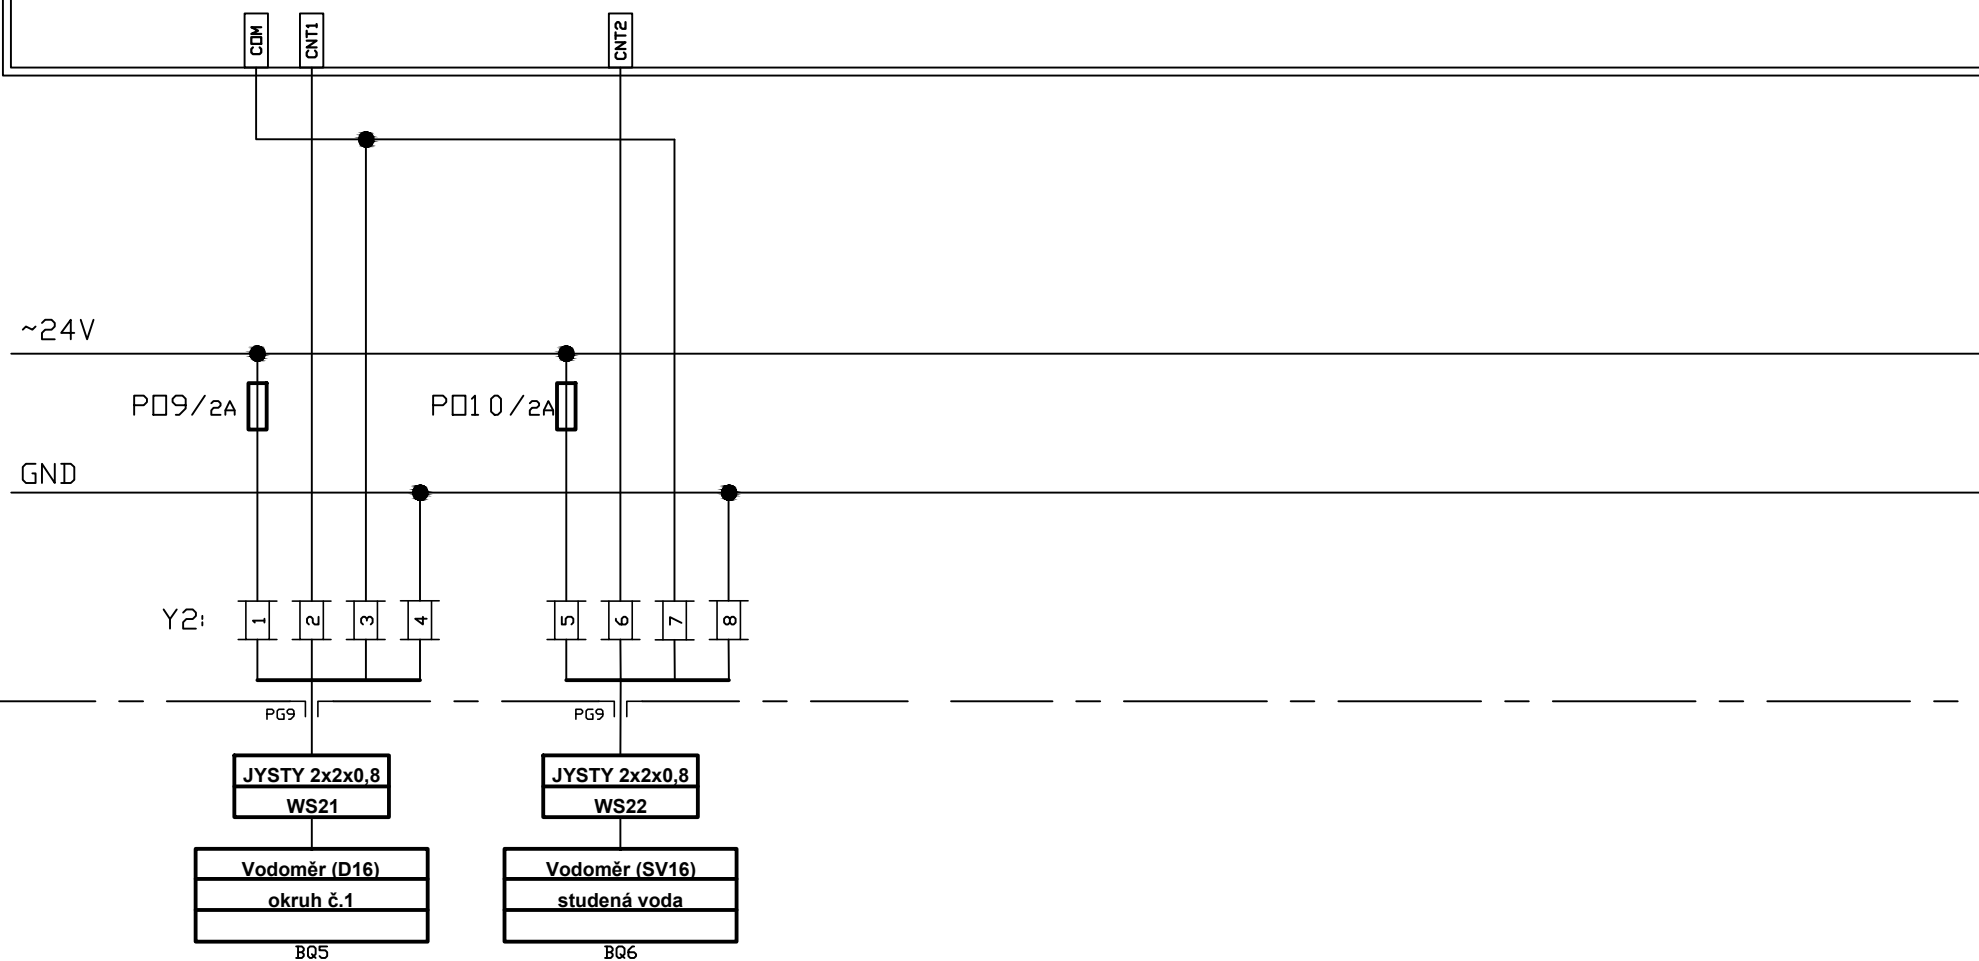 COM CNT1 CNT2
~24V
PO9/2A PO10/2A
GND
Y2: 1 2 3 4 5 6 7 8
PG9 PG9
JYSTY 2x2x0,8 JYSTY 2x2x0,8
WS21 WS22
Vodoměr (D16) Vodoměr (SV16)
okruh č.1 studená voda
BQ5 BQ6